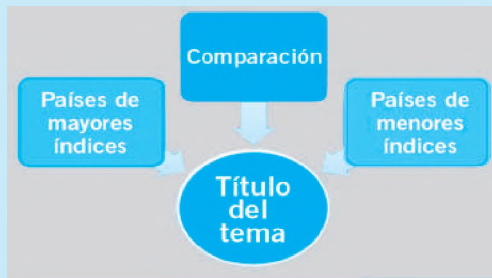 Comparación
Países de
mayores
índices
Países de
menores
índices
Título
del
tema